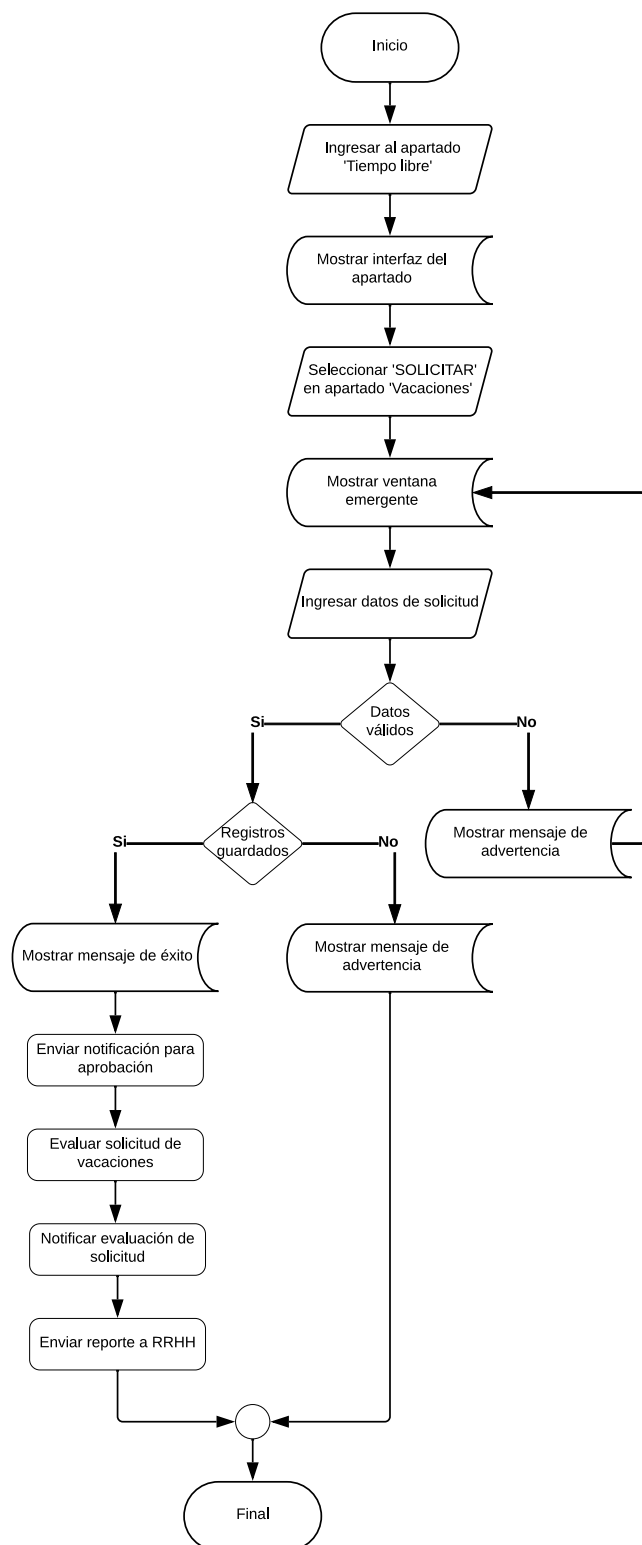 Inicio
Ingresar al apartado
'Tiempo libre'
Mostrar interfaz del
apartado
Seleccionar 'SOLICITAR'
en apartado 'Vacaciones'
Mostrar ventana
emergente
Ingresar datos de solicitud
Datos
válidos
Si
No
Registros
guardados
Mostrar mensaje de
advertencia
Si
No
Mostrar mensaje de éxito
Mostrar mensaje de
advertencia
Enviar notificación para
aprobación
Evaluar solicitud de
vacaciones
Notificar evaluación de
solicitud
Enviar reporte a RRHH
Final